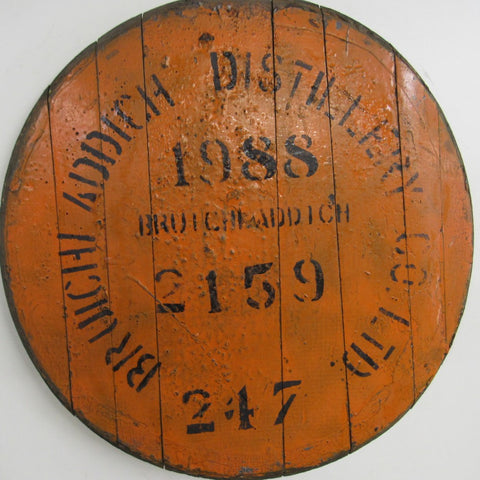 BRUICHLADDICH DISTILLERY CO. LTD
1988
BRUICHLADDICH
2159
247